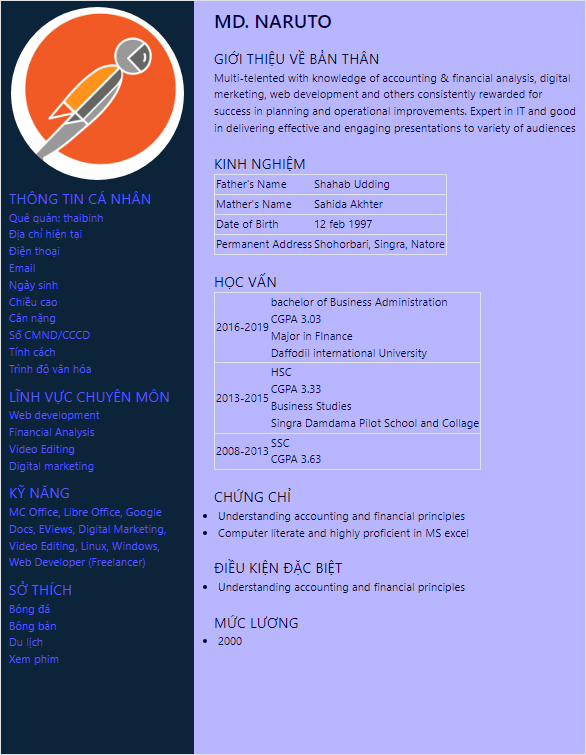 MD. NARUTO
GIỚI THIỆU VỀ BẢN THÂN
Multi-telented with knowledge of accounting & financial analysis, digital
merketing, web development and others consistently rewarded for
success in planning and operational improvements. Expert in IT and good
in delivering effective and engaging presentations to variety of audiences
KINH NGHIỆM
Father's Name Shahab Udding
Mather's Name Sahida Akhter
Date of Birth 12 feb 1997
Permanent Address Shohorbari, Singra, Natore
HỌC VẤN
2016-2019
bachelor of Business Administration
CGPA 3.03
Major in FInance
Daffodil international University
2013-2015
HSC
CGPA 3.33
Business Studies
Singra Damdama Pilot School and Collage
2008-2013
SSC
CGPA 3.63
CHỨNG CHỈ
• Understanding accounting and financial principles
• Computer literate and highly proficient in MS excel
ĐIỀU KIỆN ĐẶC BIỆT
• Understanding accounting and financial principles
MỨC LƯƠNG
• 2000
THÔNG TIN CÁ NHÂN
Quê quán: thaibinh
Địa chỉ hiện tại
Điện thoại
Email
Ngày sinh
Chiều cao
Cân nặng
Số CMND/CCCD
Tính cách
Trình độ văn hóa
LĨNH VỰC CHUYÊN MÔN
Web development
Financial Analysis
Video Editing
Digital marketing
KỸ NĂNG
MC Office, Libre Office, Google
Docs, EViews, Digital Marketing,
Video Editing, Linux, Windows,
Web Developer (Freelancer)
SỞ THÍCH
Bóng đá
Bông bán
Du lịch
Xem phim